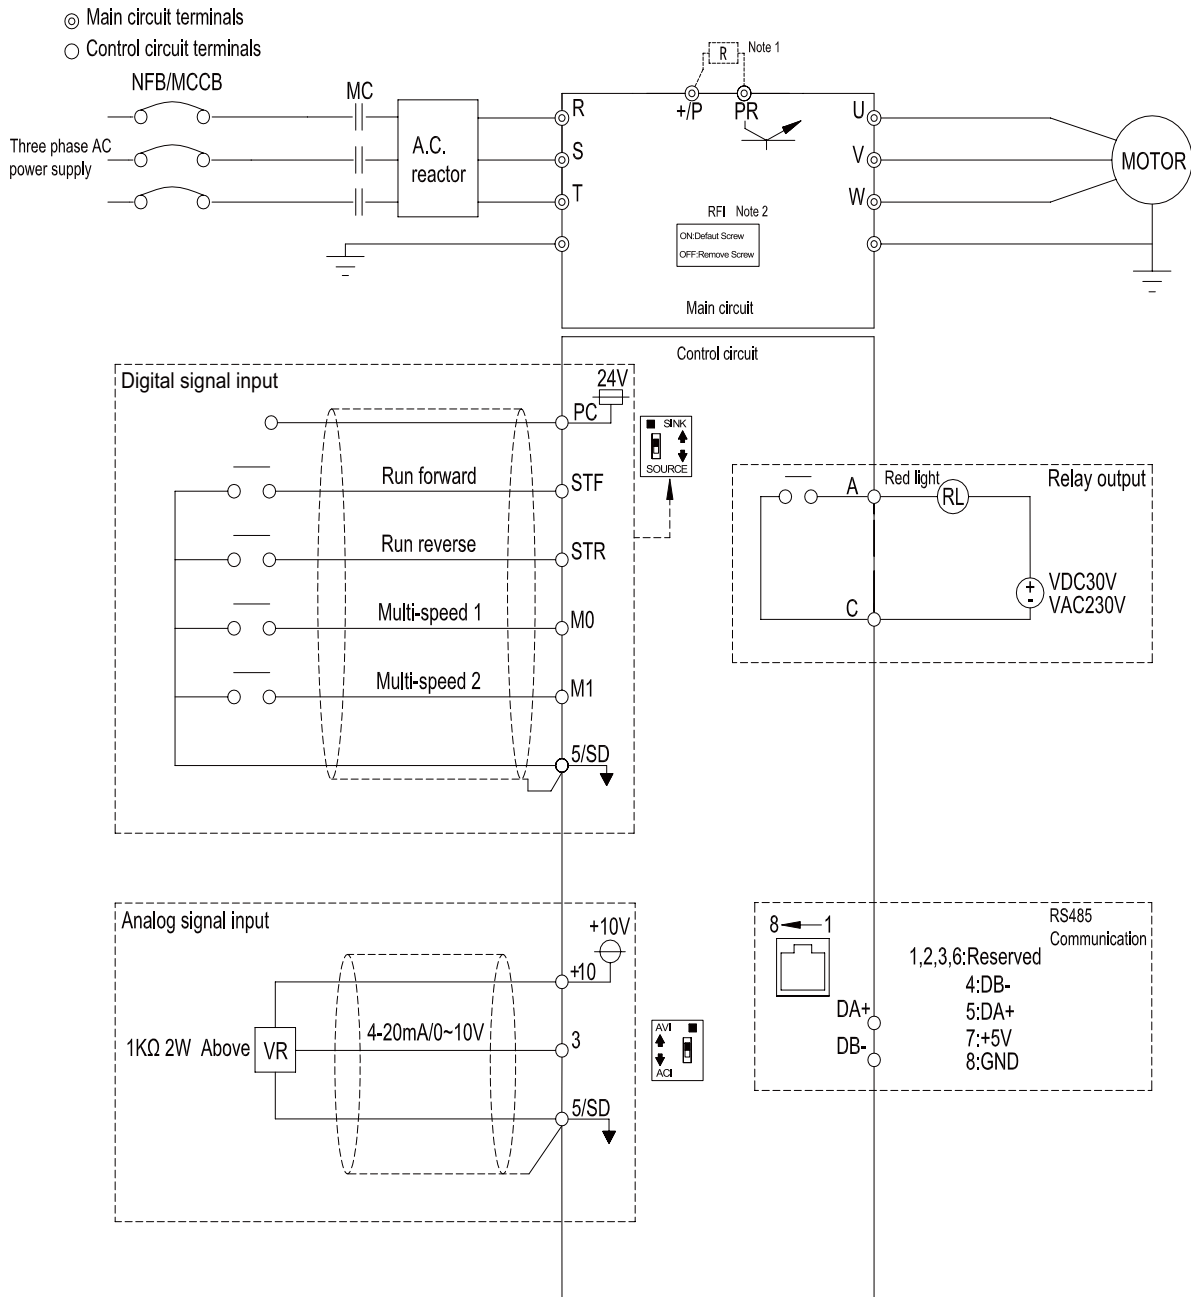 Main circuit terminals
Control circuit terminals
NFB/MCCB
MC
A.C.
reactor
Three phase AC
power supply
R
S
T
R
Note 1
+/P
PR
U
V
W
MOTOR
RFI Note 2
ON:Defaut Screw
OFF:Remove Screw
Main circuit
Control circuit
Digital signal input
24V
PC
SINK
SOURCE
Run forward
STF
Run reverse
STR
Multi-speed 1
M0
Multi-speed 2
M1
5/SD
Relay output
A
Red light
RL
C
+
-
VDC30V
VAC230V
Analog signal input
+10V
+10
4-20mA/0~10V
3
1KΩ 2W Above
VR
5/SD
AVI
ACI
RS485
Communication
8
1
1,2,3,6:Reserved
4:DB-
5:DA+
7:+5V
8:GND
DA+
DB-